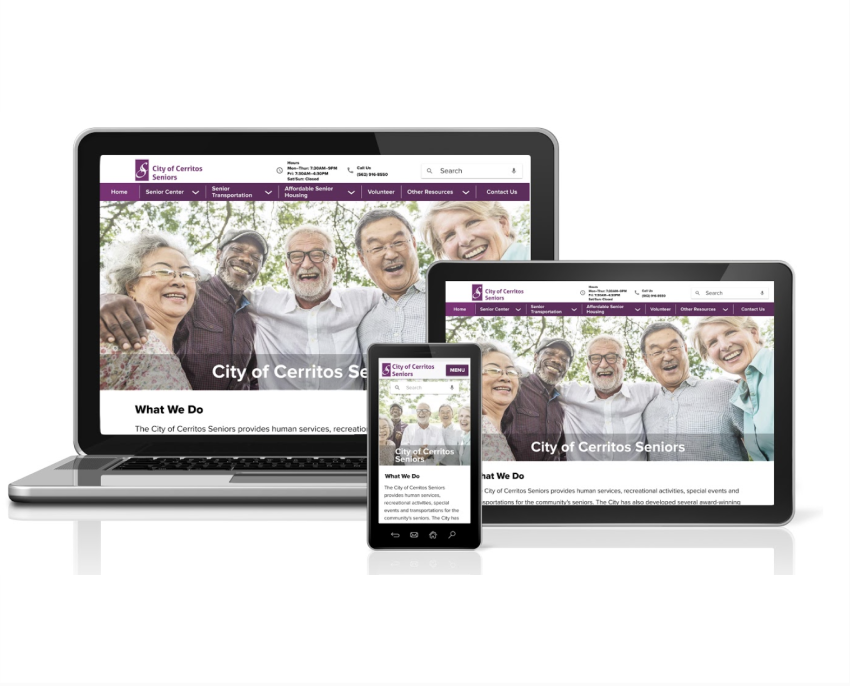 City of Cerritos
Seniors
Hours
Mon–Thur: 7:30AM–9PM
Fri: 7:30AM–4:30PM
Sat/Sun: Closed
Call Us
(562) 916-8550
Search
Home
Senior Center
Senior
Transportation
Affordable Senior
Housing
Volunteer
Other Resources
Contact Us
City of Cerritos Se
What We Do
The City of Cerritos Seniors provides human services, recreatio
City of Cerritos
Seniors
Hours
Mon–Thur: 7:30AM–9PM
Fri: 7:30AM–4:30PM
Sat/Sun: Closed
Call Us
(562) 916-8550
Search
Home
Senior Center
Senior
Transportation
Affordable Senior
Housing
Volunteer
Other Resources
Contact Us
City of Cerritos Seniors
hat We Do
City of Cerritos Seniors provides human services, recreational activities, special events and
sportations for the community's seniors. The City has also developed several award-winning
City of Cerritos
Seniors
MENU
Search
City of Cerritos
Seniors
What We Do
The City of Cerritos Seniors
provides human services,
recreational activities, special
events and transportations for the
community's seniors. The City has